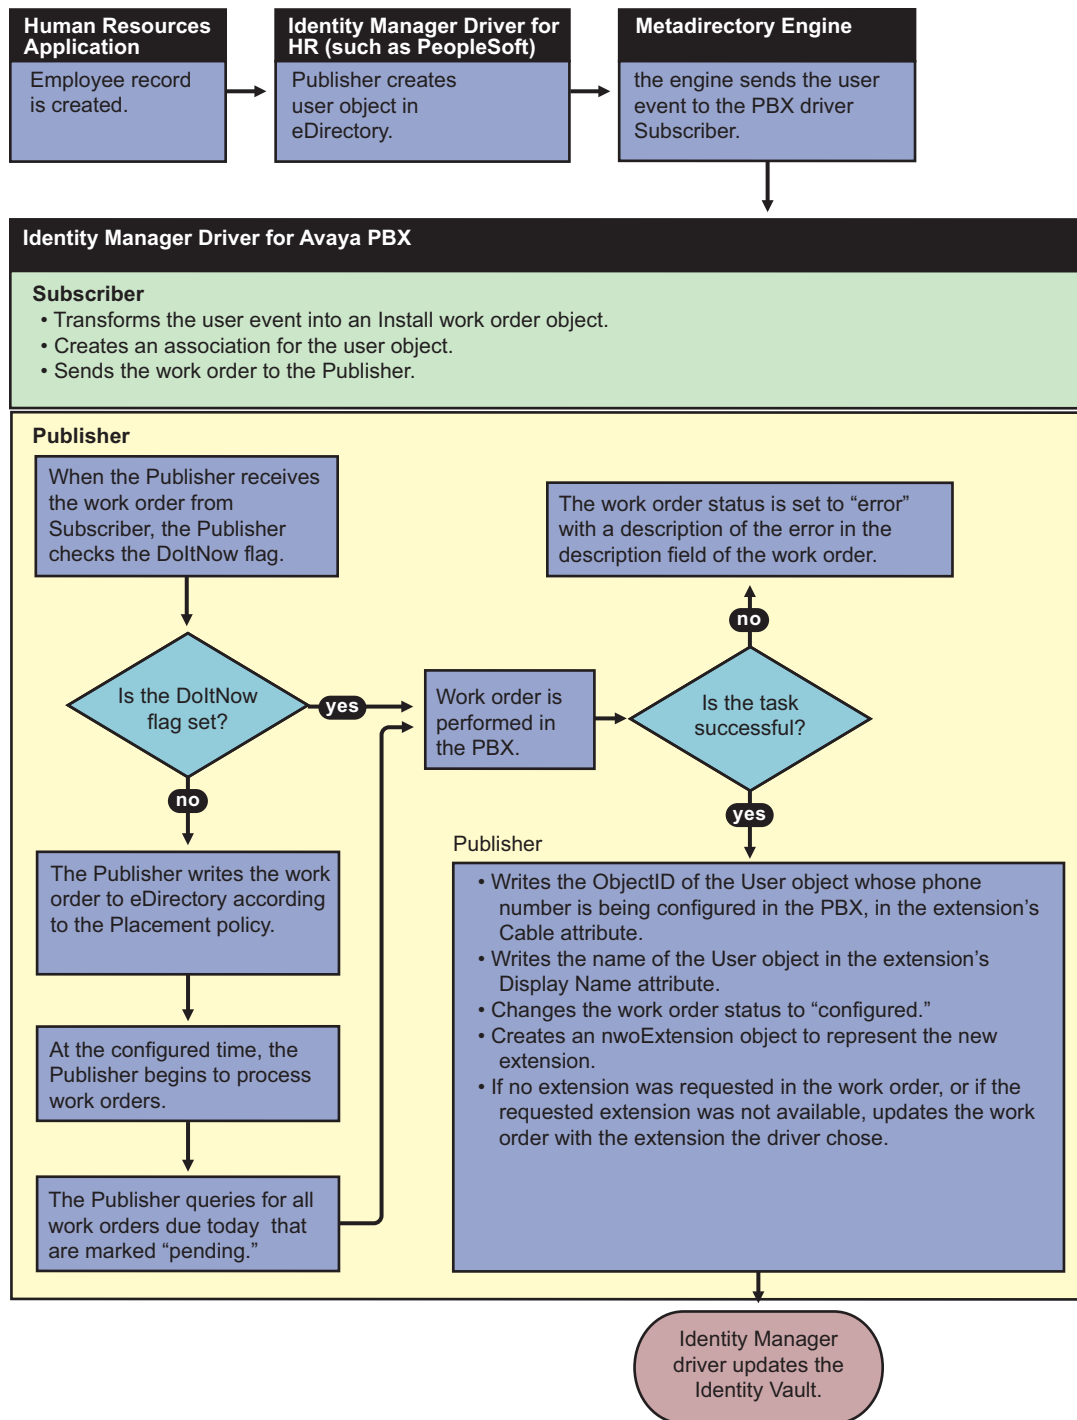 Human Resources
Application
Employee record
is created.
Identity Manager Driver for
HR (such as PeopleSoft)
Publisher creates
user object in
eDirectory.
Metadirectory Engine
the engine sends the user
event to the PBX driver
Subscriber.
Identity Manager Driver for Avaya PBX
Subscriber
• Transforms the user event into an Install work order object.
• Creates an association for the user object.
• Sends the work order to the Publisher.
Publisher
When the Publisher receives
the work order from
Subscriber, the Publisher
checks the DoItNow flag.
Is the DoItNow
flag set?
yes
no
The Publisher writes the work
order to eDirectory according
to the Placement policy.
At the configured time, the
Publisher begins to process
work orders.
The Publisher queries for all
work orders due today that
are marked “pending.”
Work order is
performed in
the PBX.
Is the task
successful?
no
The work order status is set to “error”
with a description of the error in the
description field of the work order.
yes
Publisher
• Writes the ObjectID of the User object whose phone
number is being configured in the PBX, in the extension’s
Cable attribute.
• Writes the name of the User object in the extension’s
Display Name attribute.
• Changes the work order status to “configured.”
• Creates an nwoExtension object to represent the new
extension.
• If no extension was requested in the work order, or if the
requested extension was not available, updates the work
order with the extension the driver chose.
Identity Manager
driver updates the
Identity Vault.